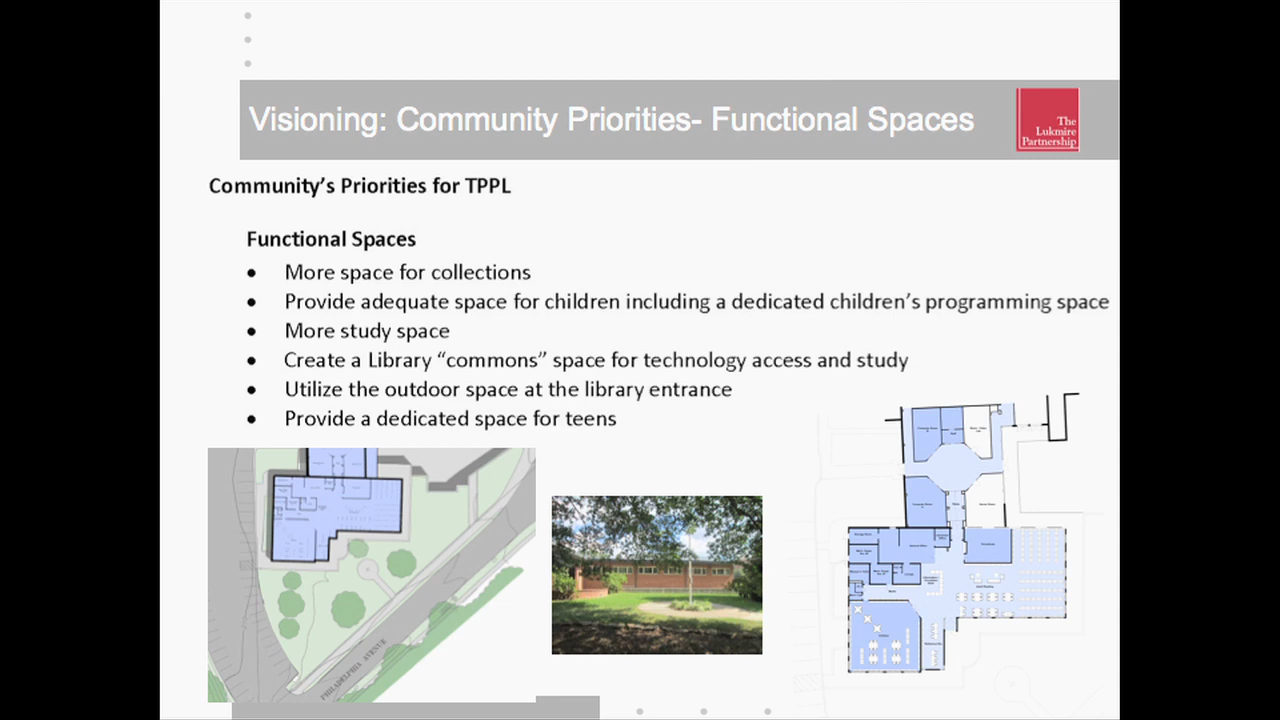 Visioning: Community Priorities- Functional Spaces
The
Lukmire
Partnership
Community’s Priorities for TPPL
Functional Spaces
• More space for collections
• Provide adequate space for children including a dedicated children’s programming space
• More study space
• Create a Library “commons” space for technology access and study
• Utilize the outdoor space at the library entrance
• Provide a dedicated space for teens
PHILADELPHIA AVENUE